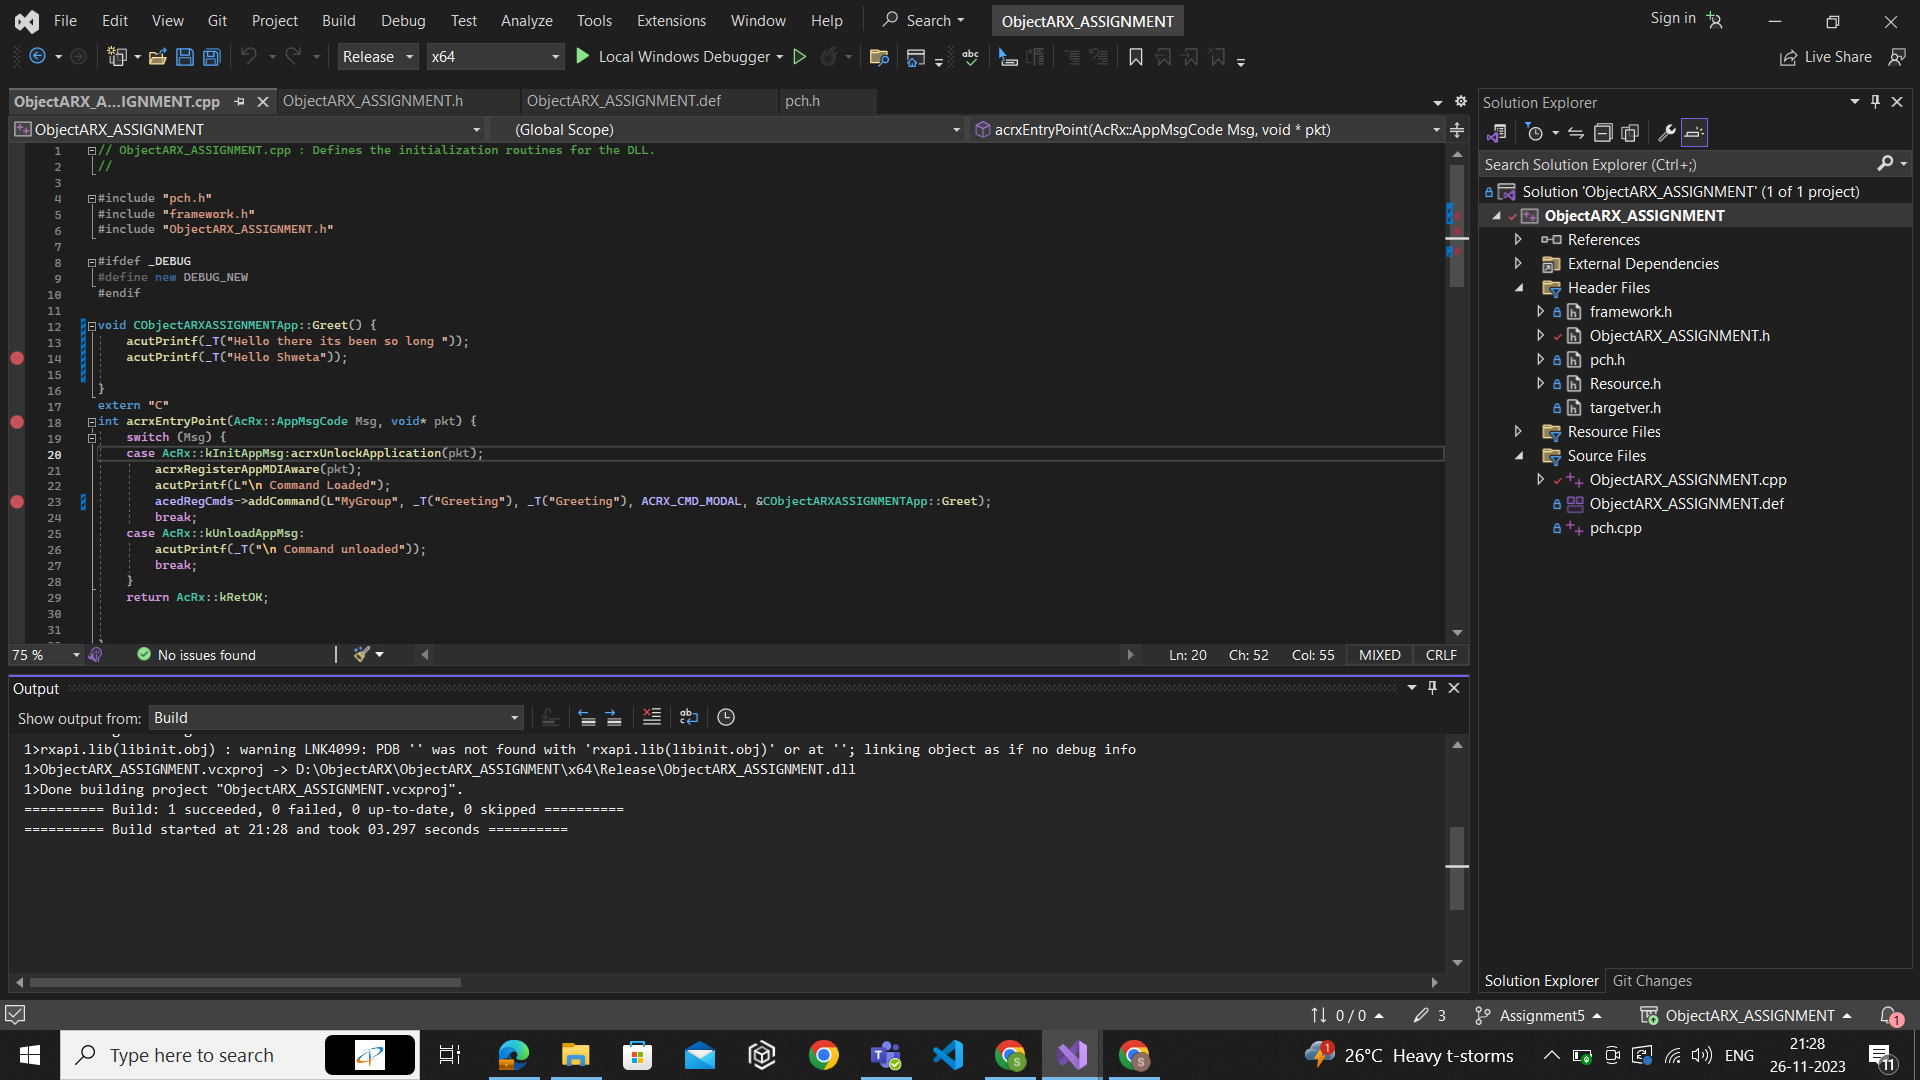 File Edit View Git Project Build Debug Test Analyze Tools Extensions Window Help Search ObjectARX_ASSIGNMENT Sign in
Release x64 Local Windows Debugger Live Share
ObjectARX_A...IGNMENT.cpp ObjectARX_ASSIGNMENT.h ObjectARX_ASSIGNMENT.def pch.h
ObjectARX_ASSIGNMENT (Global Scope) acrxEntryPoint(AcRx::AppMsgCode Msg, void * pkt)
1 // ObjectARX_ASSIGNMENT.cpp : Defines the initialization routines for the DLL.
2 //
3
4 #include "pch.h"
5 #include "framework.h"
6 #include "ObjectARX_ASSIGNMENT.h"
7
8 #ifdef _DEBUG
9 #define new DEBUG_NEW
10 #endif
11
12 void CObjectARXASSIGNMENTApp::Greet() {
13 acutPrintf(_T("Hello there its been so long "));
14 acutPrintf(_T("Hello Shweta"));
15
16 }
17 extern "C"
18 int acrxEntryPoint(AcRx::AppMsgCode Msg, void* pkt) {
19 switch (Msg) {
20 case AcRx::kInitAppMsg:acrxUnlockApplication(pkt);
21 acrxRegisterAppMDIAware(pkt);
22 acutPrintf(L"\n Command Loaded");
23 acedRegCmds->addCommand(L"MyGroup", _T("Greeting"), _T("Greeting"), ACRX_CMD_MODAL, &CObjectARXASSIGNMENTApp::Greet);
24 break;
25 case AcRx::kUnloadAppMsg:
26 acutPrintf(_T("\n Command unloaded"));
27 break;
28 }
29 return AcRx::kRetOK;
30
31
75 % No issues found Ln: 20 Ch: 52 Col: 55 MIXED CRLF
Output
Show output from: Build
1>rxapi.lib(libinit.obj) : warning LNK4099: PDB '' was not found with 'rxapi.lib(libinit.obj)' or at ''; linking object as if no debug info
1>ObjectARX_ASSIGNMENT.vcxproj -> D:\ObjectARX\ObjectARX_ASSIGNMENT\x64\Release\ObjectARX_ASSIGNMENT.dll
1>Done building project "ObjectARX_ASSIGNMENT.vcxproj".
========== Build: 1 succeeded, 0 failed, 0 up-to-date, 0 skipped ==========
========== Build started at 21:28 and took 03.297 seconds ==========
Solution Explorer
Search Solution Explorer (Ctrl+;)
Solution 'ObjectARX_ASSIGNMENT' (1 of 1 project)
ObjectARX_ASSIGNMENT
References
External Dependencies
Header Files
framework.h
ObjectARX_ASSIGNMENT.h
pch.h
Resource.h
targetver.h
Resource Files
Source Files
ObjectARX_ASSIGNMENT.cpp
ObjectARX_ASSIGNMENT.def
pch.cpp
Solution Explorer Git Changes
0 / 0 3 Assignment5 ObjectARX_ASSIGNMENT 1
Type here to search 1 26°C Heavy t-storms ENG 21:28
26-11-2023 11